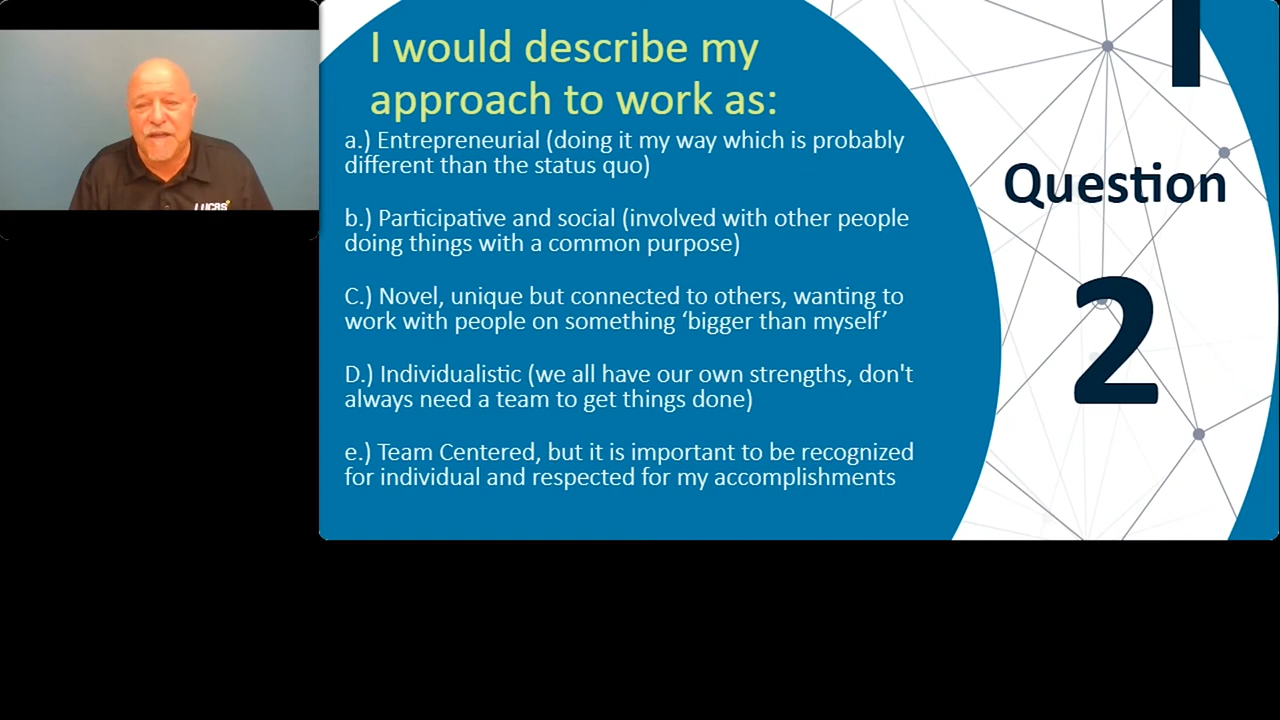 I would describe my
approach to work as:
a.) Entrepreneurial (doing it my way which is probably
different than the status quo)
b.) Participative and social (involved with other people
doing things with a common purpose)
C.) Novel, unique but connected to others, wanting to
work with people on something ‘bigger than myself’
D.) Individualistic (we all have our own strengths, don't
always need a team to get things done)
e.) Team Centered, but it is important to be recognized
for individual and respected for my accomplishments
Question
2
LUCAS